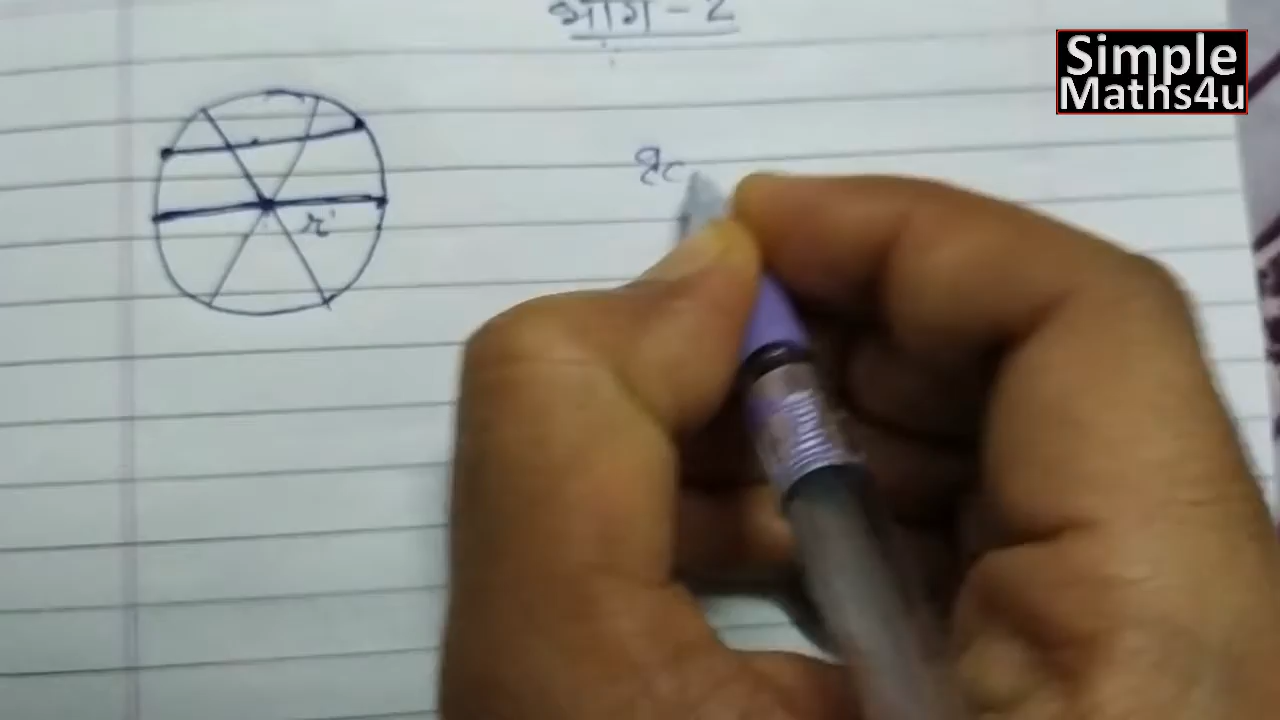 भाग - 2
Simple
Maths4u
r